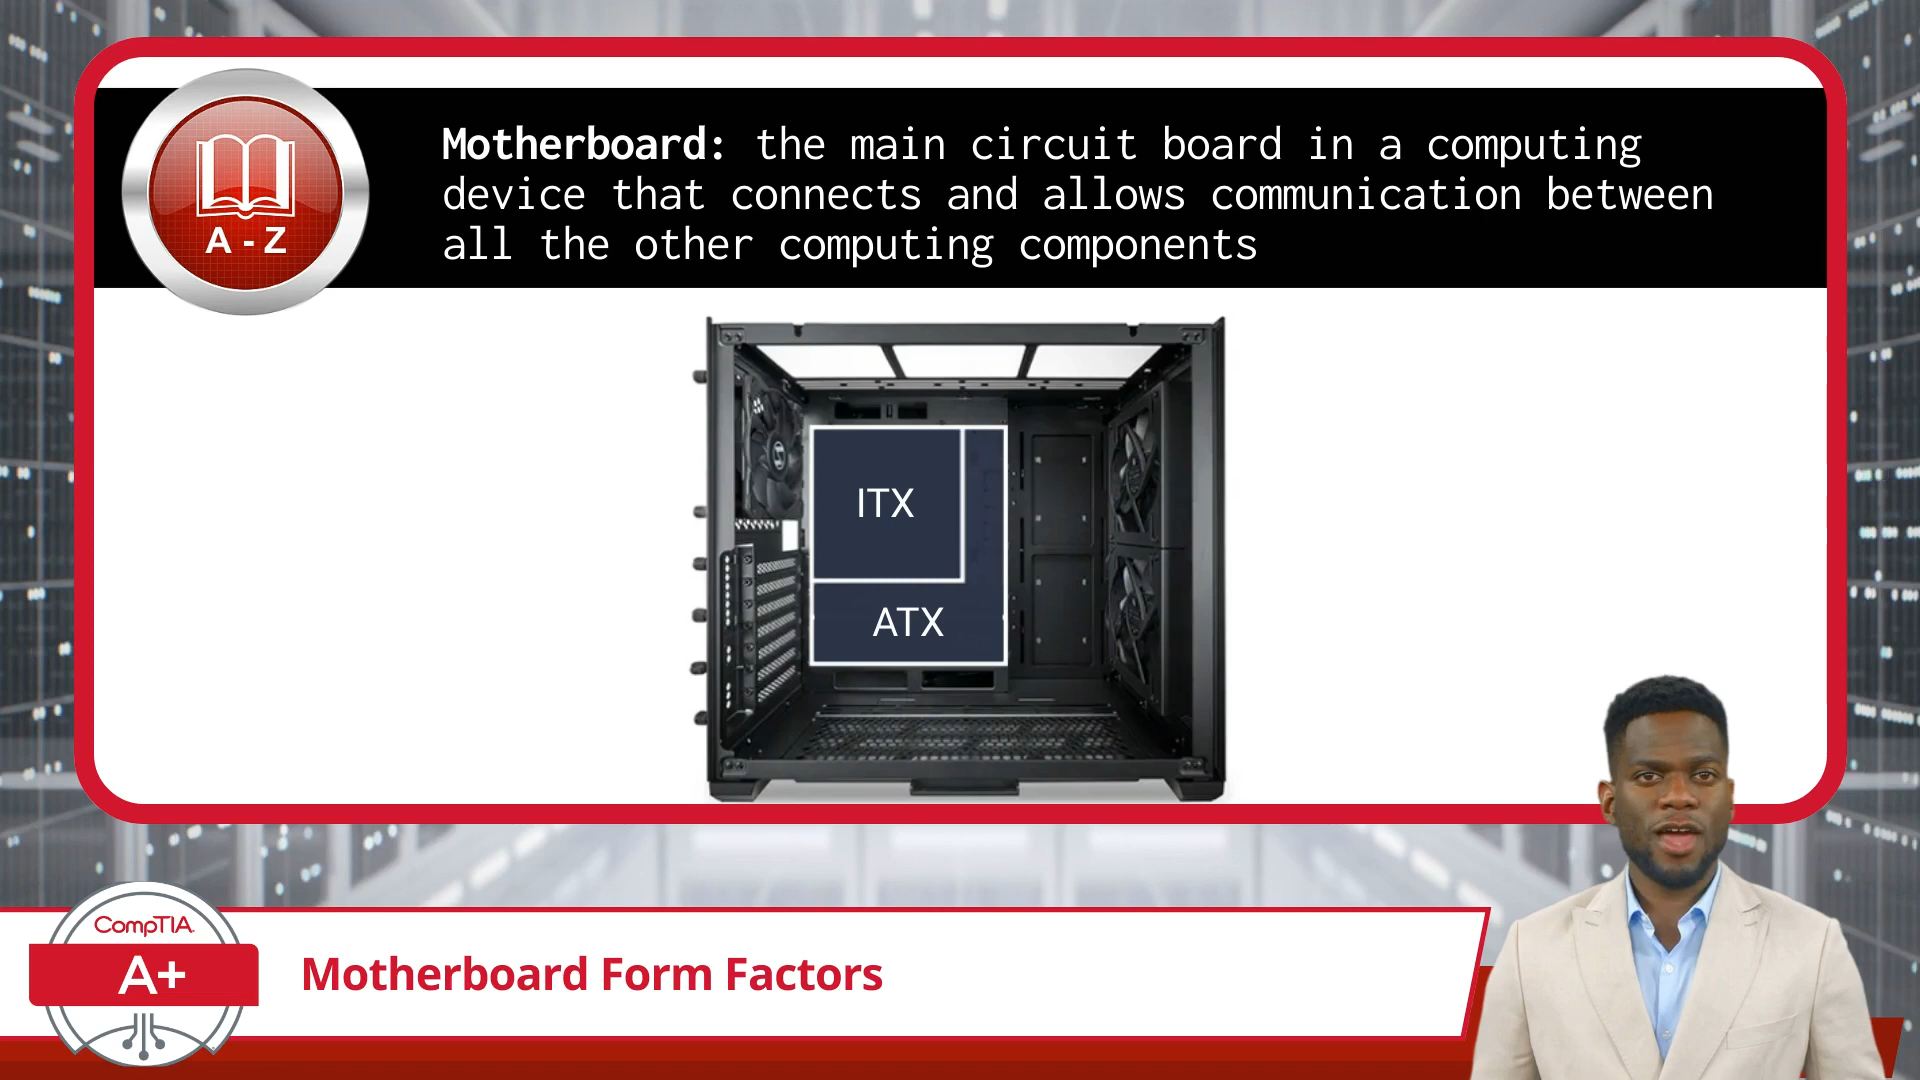 Motherboard: the main circuit board in a computing
device that connects and allows communication between
all the other computing components
A - Z
ITX
ATX
CompTIA.
A+
Motherboard Form Factors